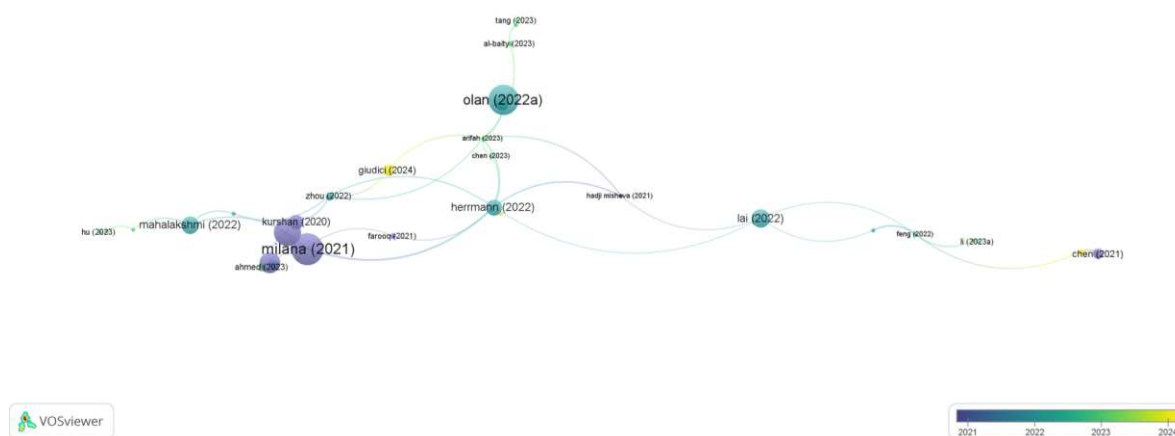 tang (2023)
al-baity (2023)
olan (2022a)
arifah (2023)
chen (2023)
giudici (2024)
zhou (2022)
hadji misheva (2021)
herrmann (2022)
lai (2022)
kurshan (2020)
mahalakshmi (2022)
hu (2023)
farooq (2021)
feng (2022)
li (2023a)
milana (2021)
chen (2021)
ahmed (2023)
VOSviewer
2021 2022 2023 2024